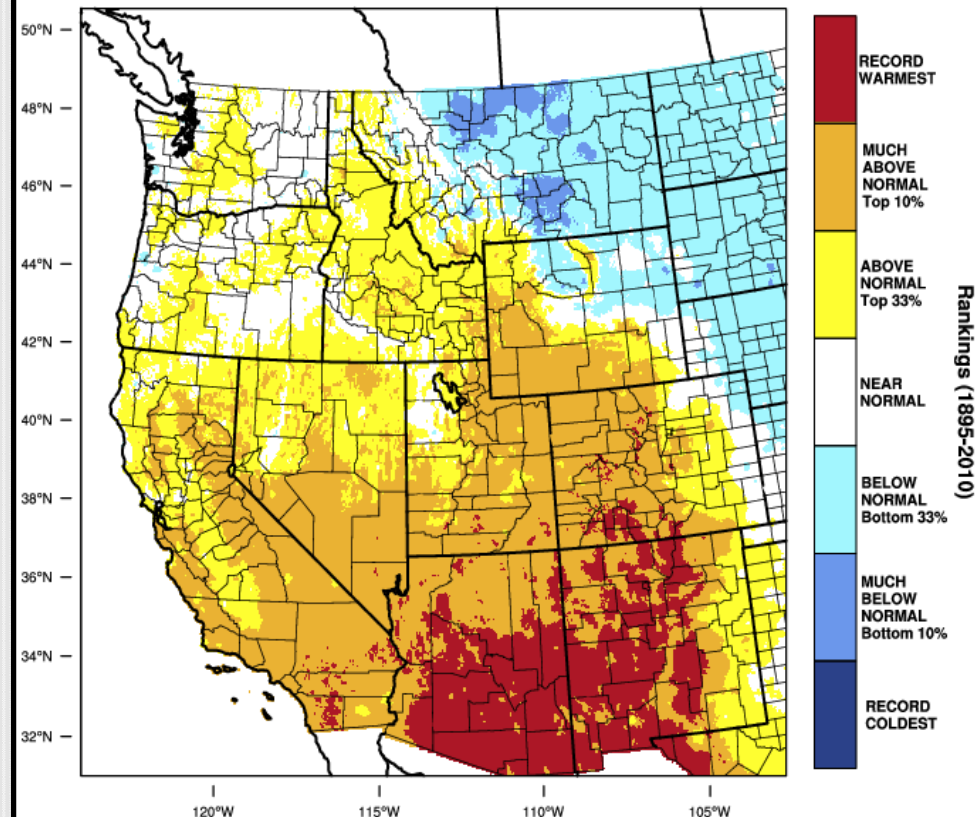 50°N
48°N
46°N
44°N
42°N
40°N
38°N
36°N
34°N
32°N
120°W
115°W
110°W
105°W
RECORD
WARMEST
MUCH
ABOVE
NORMAL
Top 10%
ABOVE
NORMAL
Top 33%
NEAR
NORMAL
BELOW
NORMAL
Bottom 33%
MUCH
BELOW
NORMAL
Bottom 10%
RECORD
COLDEST
Rankings (1895-2010)